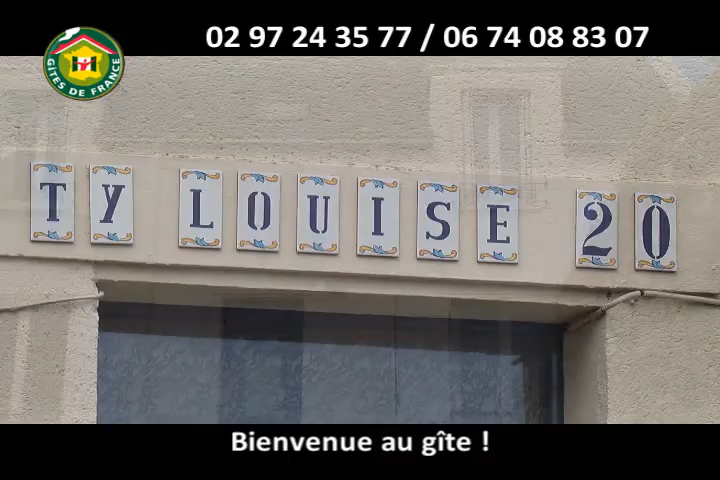 02 97 24 35 77 / 06 74 08 83 07
GÎTES DE FRANCE
TY LOUISE 20
Bienvenue au gîte !